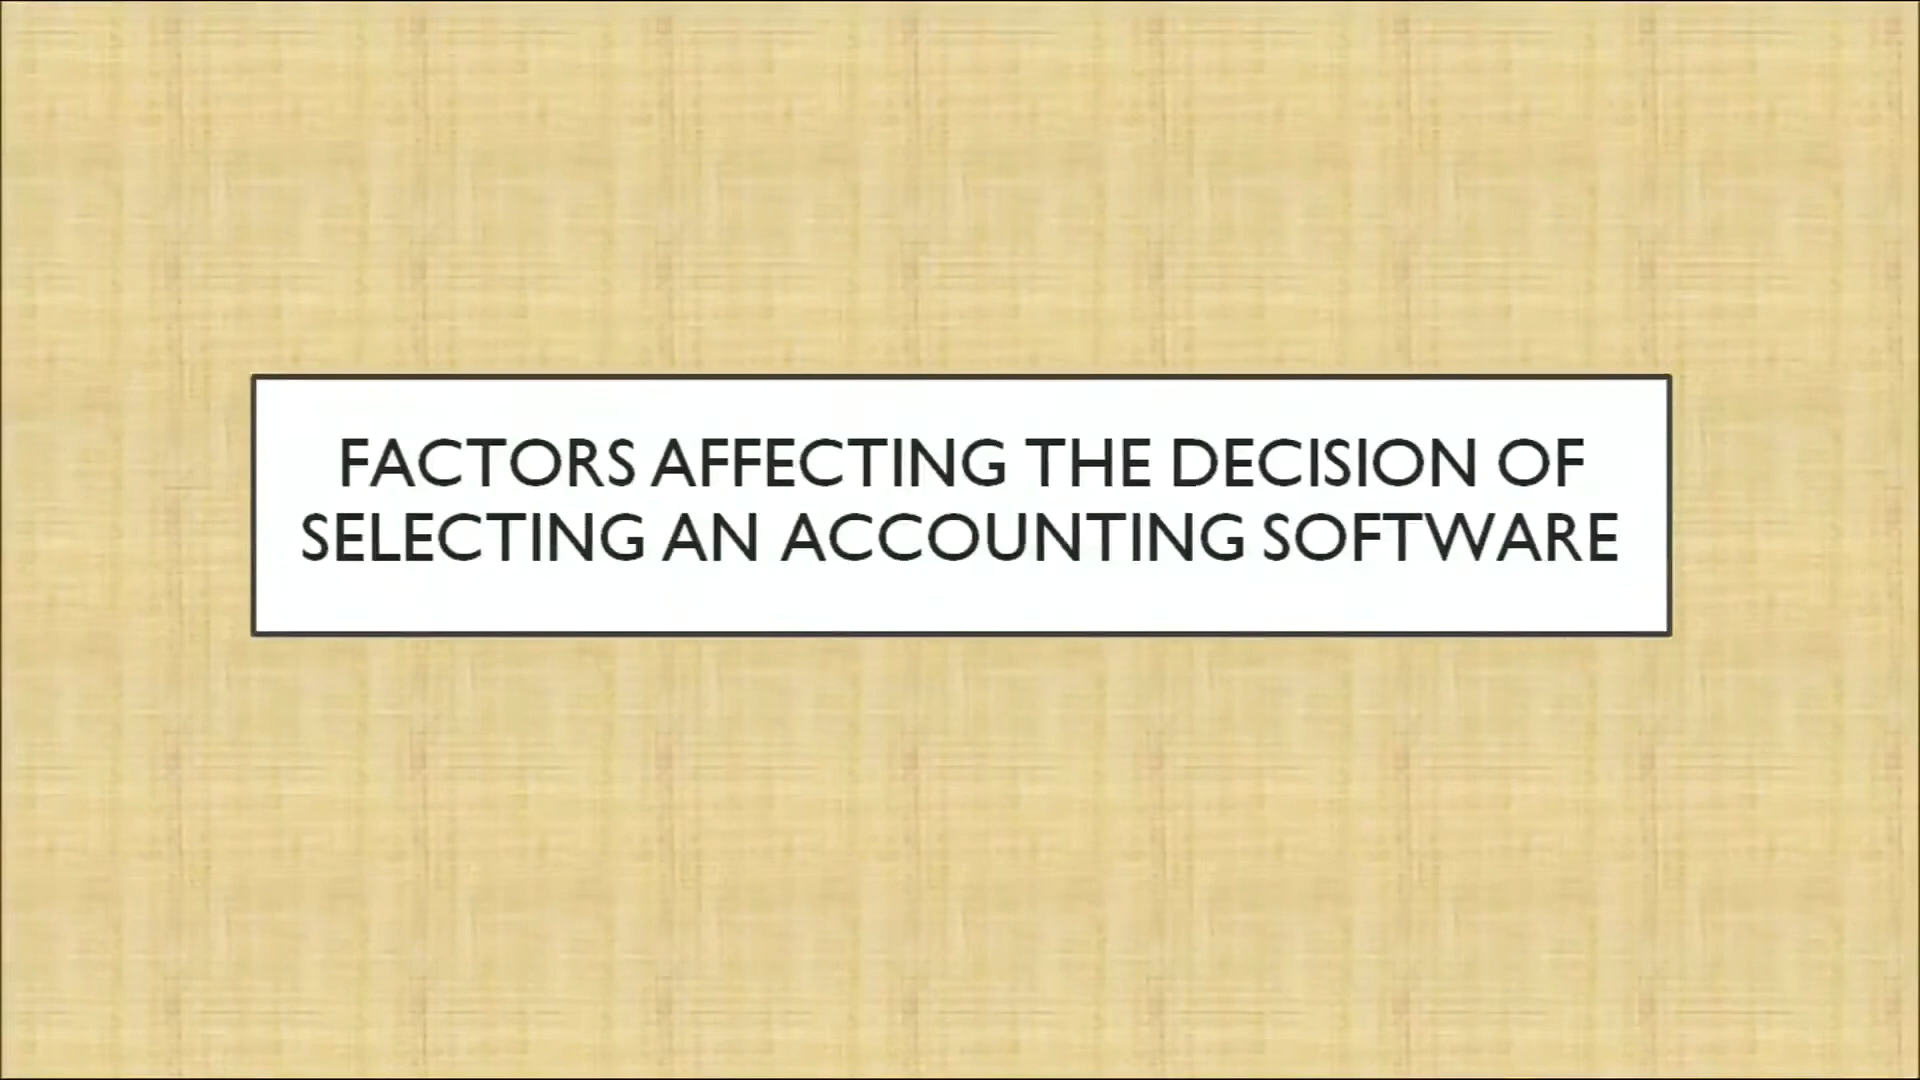 FACTORS AFFECTING THE DECISION OF
SELECTING AN ACCOUNTING SOFTWARE